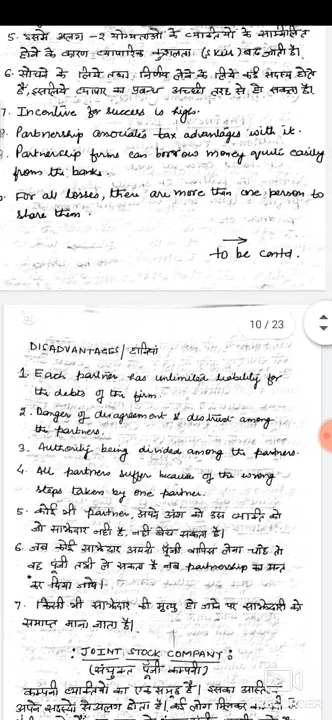 5. इसमें अलग-२ योग्यताओं के व्यक्तियों के सम्मिलित
होने के कारण व्यापारिक कुशलता (skill) बढ़ जाती है।
6. सोचने के लिये तथा निर्णय लेने के लिये कई सदस्य होते
हैं, इसलिये व्यापार का प्रबन्ध अच्छी तरह से हो सकता है।
7. Incentive for success is high.
8. Partnership associates tax advantages with it.
9. Partnership firms can borrow money quite easily
from the banks.
For all losses, there are more than one person to
share them.
→
to be contd.
10 / 23
DISADVANTAGES / हानियां
1. Each partner has unlimited liability for
the debts of the firm.
2. Danger of disagreement & distrust among
the partners.
3. Authority being divided among the partners.
4. All partners suffer because of the wrong
steps taken by one partner.
5. कोई भी partner, अपने अंश को उस व्यक्ति को
जो साझेदार नहीं है, नहीं बेच सकता है।
6. जब कोई साझेदार अपनी पूँजी वापिस लेना चाहे तो
वह पूँजी तभी ले सकता है जब partnership का अन्त
कर दिया जाये।
7. किसी भी साझेदार की मृत्यु हो जाने पर साझेदारी को
समाप्त माना जाता है।
: JOINT STOCK COMPANY :
(संयुक्त पूँजी कम्पनी)
कम्पनी व्यक्तियों का एक समूह है। इसका
अपने सदस्यों से अलग होता है।